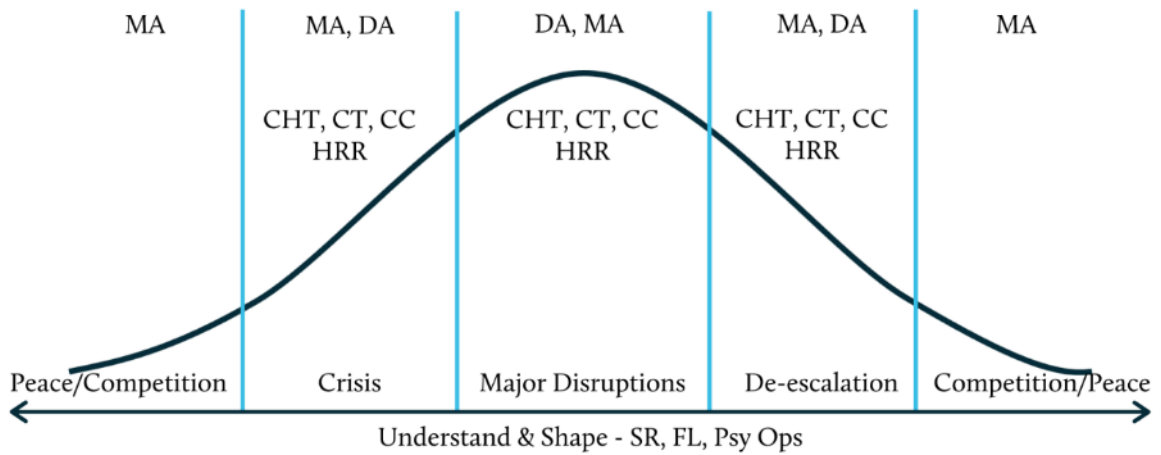 MA
MA, DA
DA, MA
MA, DA
MA
CHT, CT, CC
HRR
CHT, CT, CC
HRR
CHT, CT, CC
HRR
Peace/Competition
Crisis
Major Disruptions
De-escalation
Competition/Peace
Understand & Shape - SR, FL, Psy Ops